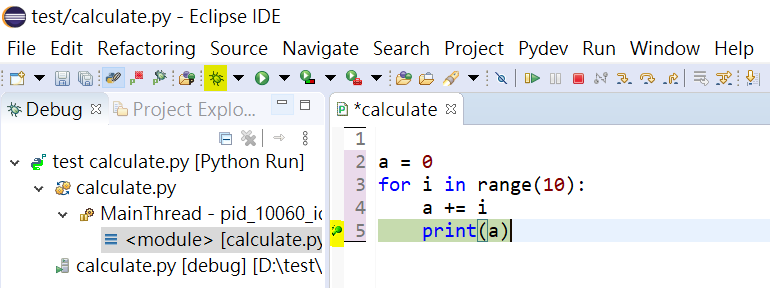 test/calculate.py - Eclipse IDE
File Edit Refactoring Source Navigate Search Project Pydev Run Window Help
Debug Project Explo... *calculate
test calculate.py [Python Run]
calculate.py
MainThread - pid_10060_i
<module> [calculate.py
calculate.py [debug] [D:\test\
1
2 a = 0
3 for i in range(10):
4 a += i
5 print(a)